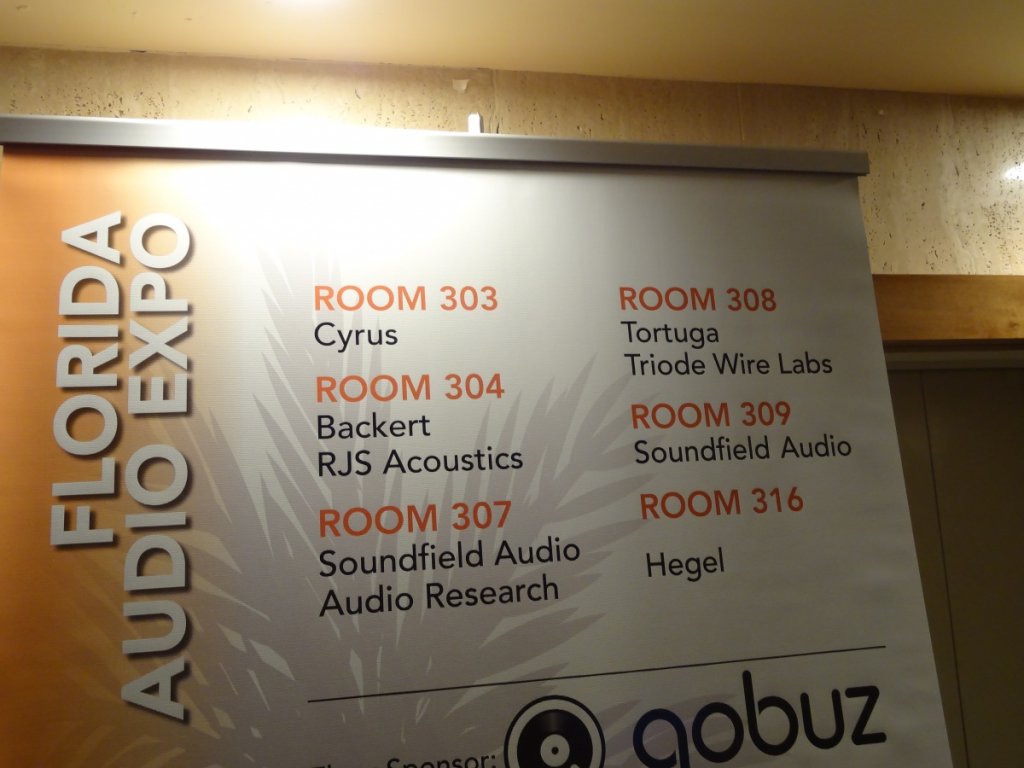 FLORIDA
AUDIO EXPO
ROOM 303
Cyrus
ROOM 304
Backert
RJS Acoustics
ROOM 307
Soundfield Audio
Audio Research
ROOM 308
Tortuga
Triode Wire Labs
ROOM 309
Soundfield Audio
ROOM 316
Hegel
Sponsor:
qobuz